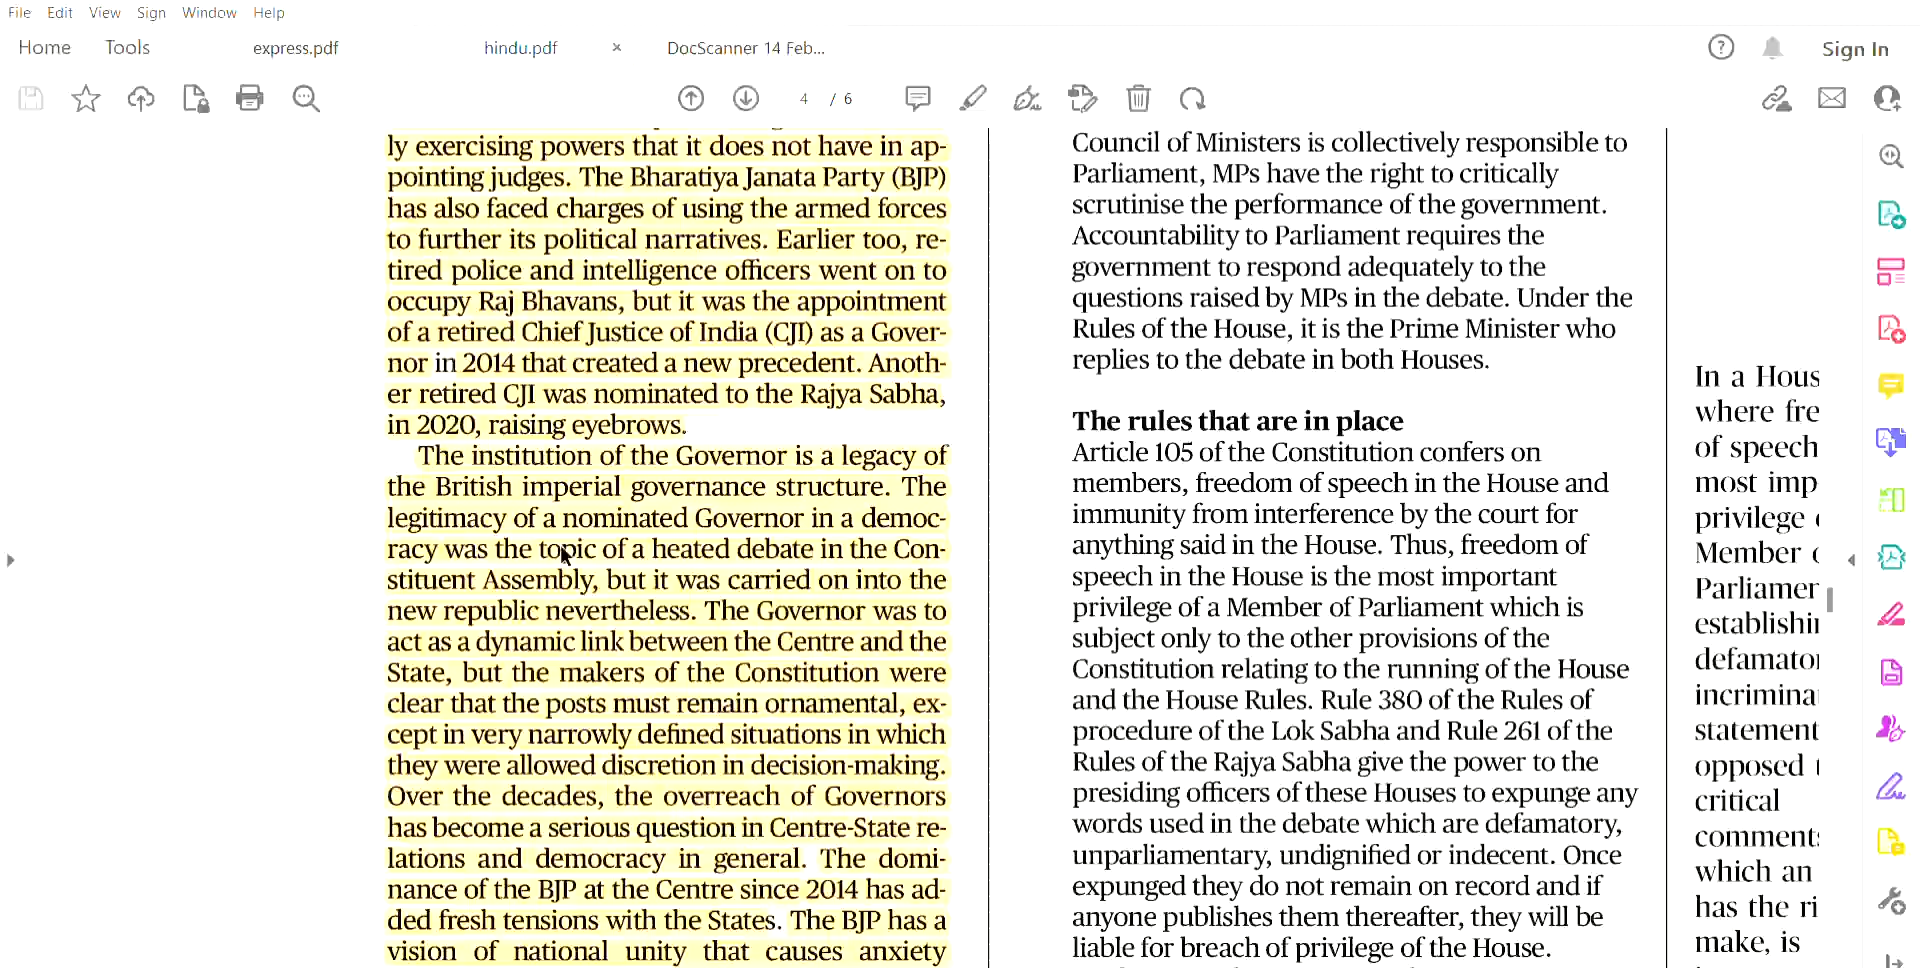 File Edit View Sign Window Help
Home Tools express.pdf hindu.pdf × DocScanner 14 Feb... ? Sign In
4 / 6
ly exercising powers that it does not have in ap-
pointing judges. The Bharatiya Janata Party (BJP)
has also faced charges of using the armed forces
to further its political narratives. Earlier too, re-
tired police and intelligence officers went on to
occupy Raj Bhavans, but it was the appointment
of a retired Chief Justice of India (CJI) as a Gover-
nor in 2014 that created a new precedent. Anoth-
er retired CJI was nominated to the Rajya Sabha,
in 2020, raising eyebrows.
The institution of the Governor is a legacy of
the British imperial governance structure. The
legitimacy of a nominated Governor in a democ-
racy was the topic of a heated debate in the Con-
stituent Assembly, but it was carried on into the
new republic nevertheless. The Governor was to
act as a dynamic link between the Centre and the
State, but the makers of the Constitution were
clear that the posts must remain ornamental, ex-
cept in very narrowly defined situations in which
they were allowed discretion in decision-making.
Over the decades, the overreach of Governors
has become a serious question in Centre-State re-
lations and democracy in general. The domi-
nance of the BJP at the Centre since 2014 has ad-
ded fresh tensions with the States. The BJP has a
vision of national unity that causes anxiety
Council of Ministers is collectively responsible to
Parliament, MPs have the right to critically
scrutinise the performance of the government.
Accountability to Parliament requires the
government to respond adequately to the
questions raised by MPs in the debate. Under the
Rules of the House, it is the Prime Minister who
replies to the debate in both Houses.
The rules that are in place
Article 105 of the Constitution confers on
members, freedom of speech in the House and
immunity from interference by the court for
anything said in the House. Thus, freedom of
speech in the House is the most important
privilege of a Member of Parliament which is
subject only to the other provisions of the
Constitution relating to the running of the House
and the House Rules. Rule 380 of the Rules of
procedure of the Lok Sabha and Rule 261 of the
Rules of the Rajya Sabha give the power to the
presiding officers of these Houses to expunge any
words used in the debate which are defamatory,
unparliamentary, undignified or indecent. Once
expunged they do not remain on record and if
anyone publishes them thereafter, they will be
liable for breach of privilege of the House.
In a Hous
where fre
of speech
most imp
privilege
Member
Parliamer
establishi
defamato
incrimina
statement
opposed
critical
comment
which an
has the ri
make, is